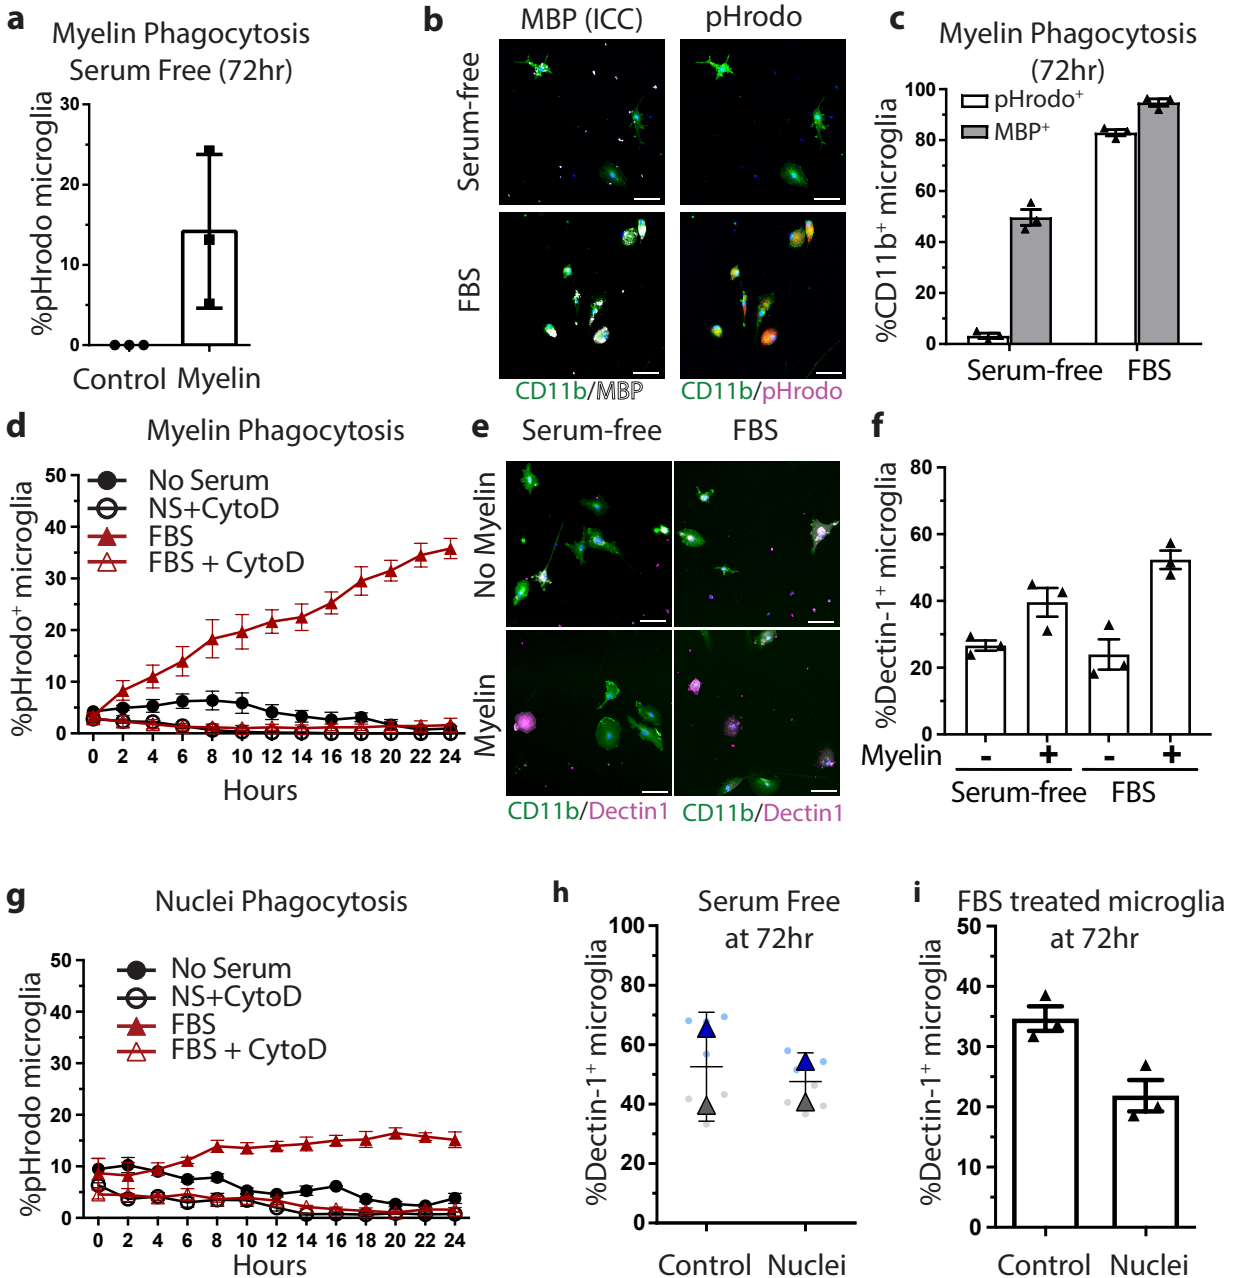 a
Myelin Phagocytosis
Serum Free (72hr)
%pHrodo microglia
30
20
10
0
Control Myelin
b
MBP (ICC) pHrodo
Serum-free
FBS
CD11b/MBP CD11b/pHrodo
c
Myelin Phagocytosis
(72hr)
%CD11b+ microglia
100
80
60
40
20
0
pHrodo+
MBP+
Serum-free FBS
d
Myelin Phagocytosis
%pHrodo+ microglia
50
40
30
20
10
0
No Serum
NS+CytoD
FBS
FBS + CytoD
0 2 4 6 8 10 12 14 16 18 20 22 24
Hours
e
Serum-free FBS
No Myelin
Myelin
CD11b/Dectin1 CD11b/Dectin1
f
%Dectin-1+ microglia
80
60
40
20
0
Myelin - + - +
Serum-free FBS
g
Nuclei Phagocytosis
%pHrodo microglia
50
40
30
20
10
0
No Serum
NS+CytoD
FBS
FBS + CytoD
0 2 4 6 8 10 12 14 16 18 20 22 24
Hours
h
Serum Free
at 72hr
%Dectin-1+ microglia
100
80
60
40
20
0
Control Nuclei
i
FBS treated microglia
at 72hr
%Dectin-1+ microglia
50
40
30
20
10
0
Control Nuclei